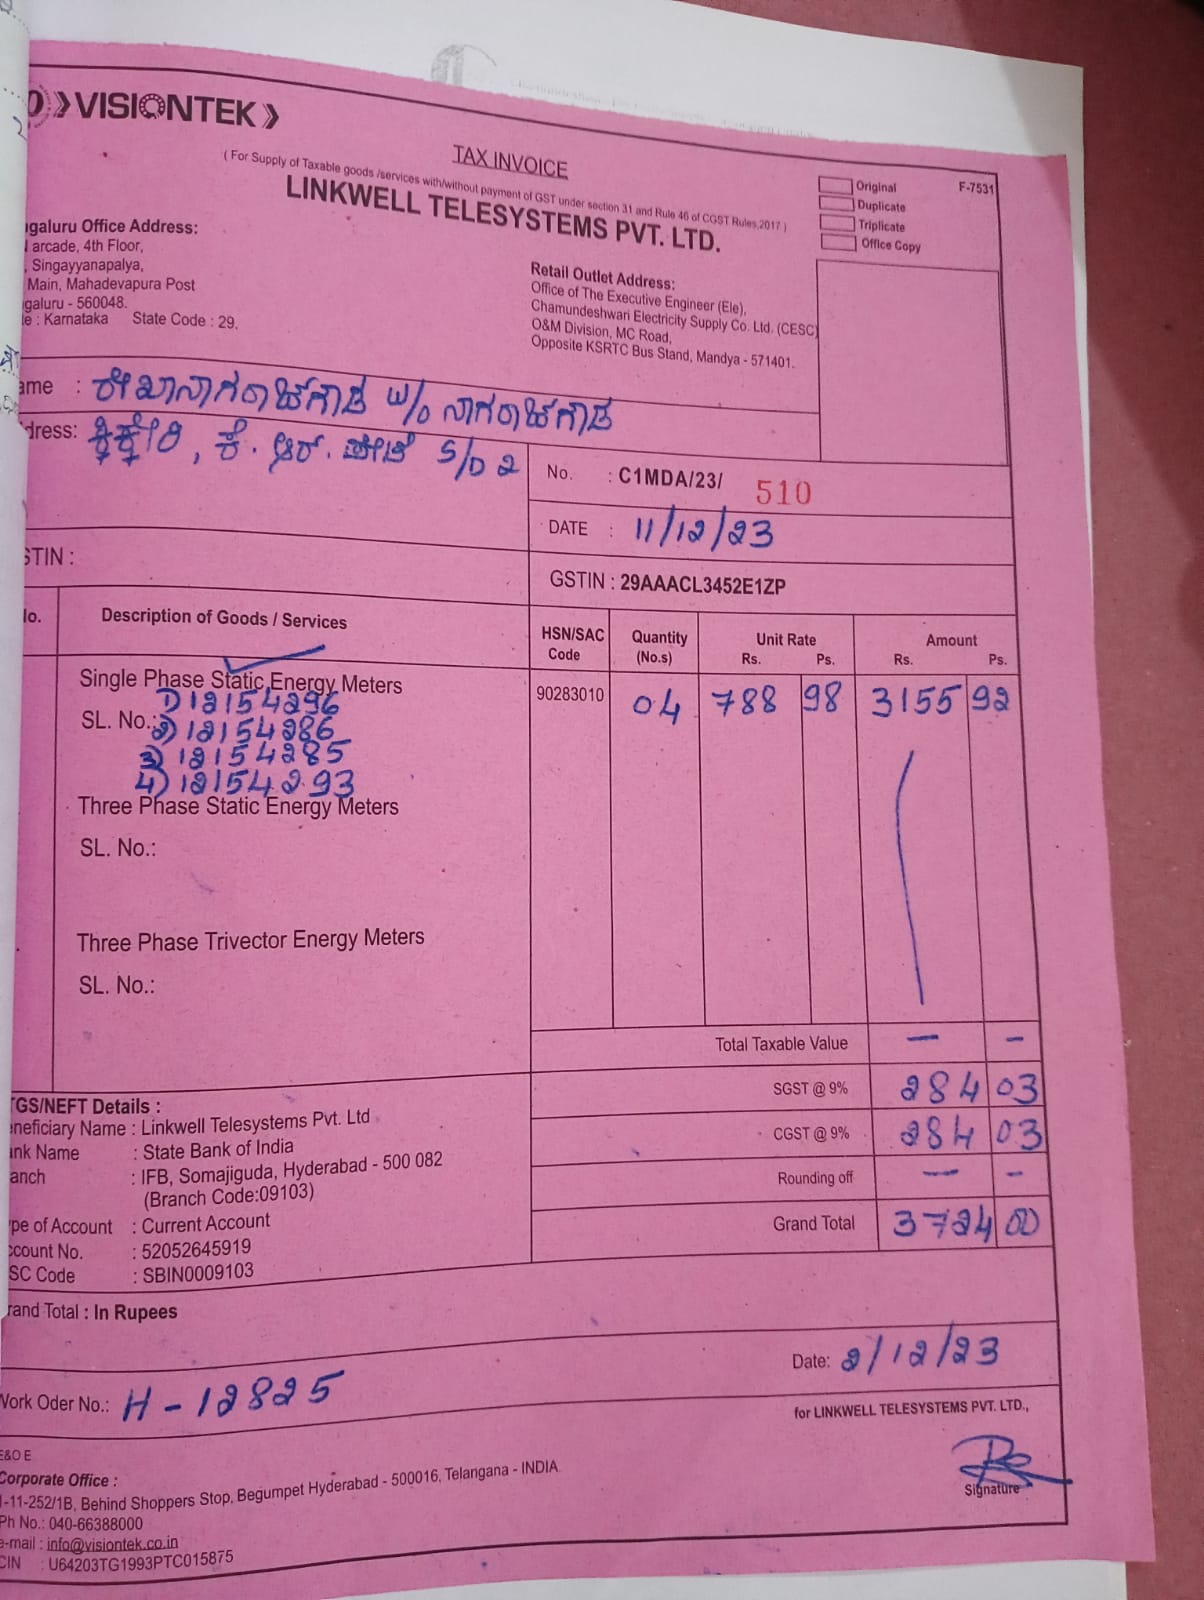 VISIONTEK
TAX INVOICE
( For Supply of Taxable goods /services with/without payment of GST under section 31 and Rule 46 of CGST Rules,2017 )
LINKWELL TELESYSTEMS PVT. LTD.
Original
Duplicate
Triplicate
Office Copy
F-7531
galuru Office Address:
arcade, 4th Floor,
, Singayyanapalya,
Main, Mahadevapura Post
galuru - 560048.
e : Karnataka State Code : 29.
Retail Outlet Address:
Office of The Executive Engineer (Ele),
Chamundeshwari Electricity Supply Co. Ltd. (CESC)
O&M Division, MC Road,
Opposite KSRTC Bus Stand, Mandya - 571401.
ame : ರೇಖಾನಾಗರಾಜೇಗೌಡ W/o ನಾಗರಾಜೇಗೌಡ
dress: ಕಿಕ್ಕೇರಿ, ಕೆ. ಆರ್. ಪೇಟೆ S/D 2
No. : C1MDA/23/ 510
DATE : 11/12/23
STIN :
GSTIN : 29AAACL3452E1ZP
lo. Description of Goods / Services HSN/SAC Code Quantity (No.s) Unit Rate Rs. Ps. Amount Rs. Ps.
Single Phase Static Energy Meters 90283010 04 788 98 3155 92
1) 12154296
SL. No.: 2) 12154286
3) 12154285
4) 12154293
Three Phase Static Energy Meters
SL. No.:
Three Phase Trivector Energy Meters
SL. No.:
Total Taxable Value — –
SGST @ 9% 284 03
CGST @ 9% 284 03
Rounding off — –
Grand Total 3724 00
TGS/NEFT Details :
eneficiary Name : Linkwell Telesystems Pvt. Ltd
ank Name : State Bank of India
anch : IFB, Somajiguda, Hyderabad - 500 082
(Branch Code:09103)
pe of Account : Current Account
ccount No. : 52052645919
SC Code : SBIN0009103
rand Total : In Rupees
Date: 2/12/23
Work Oder No.: H-12825
for LINKWELL TELESYSTEMS PVT. LTD.,
Signature
E&O E
Corporate Office :
1-11-252/1B, Behind Shoppers Stop, Begumpet Hyderabad - 500016, Telangana - INDIA
Ph No.: 040-66388000
e-mail : info@visiontek.co.in
CIN : U64203TG1993PTC015875